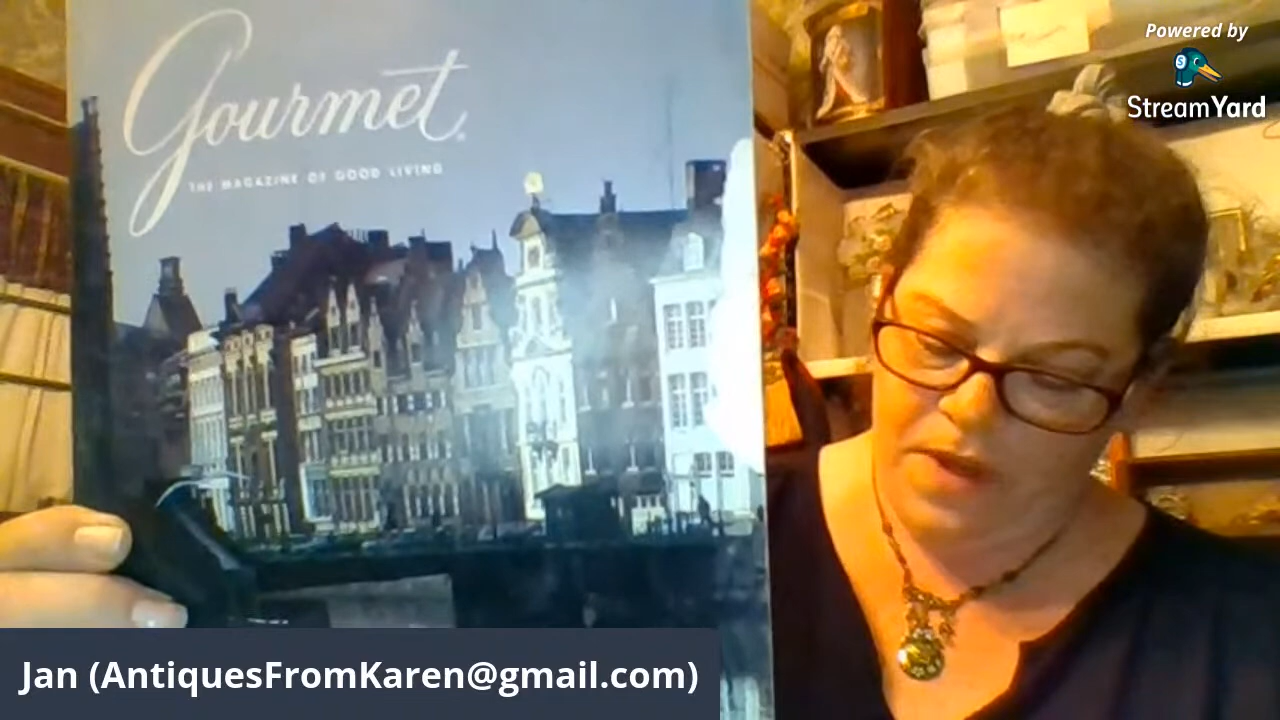 Gourmet
THE MAGAZINE OF GOOD LIVING
Powered by
StreamYard
Jan (AntiquesFromKaren@gmail.com)